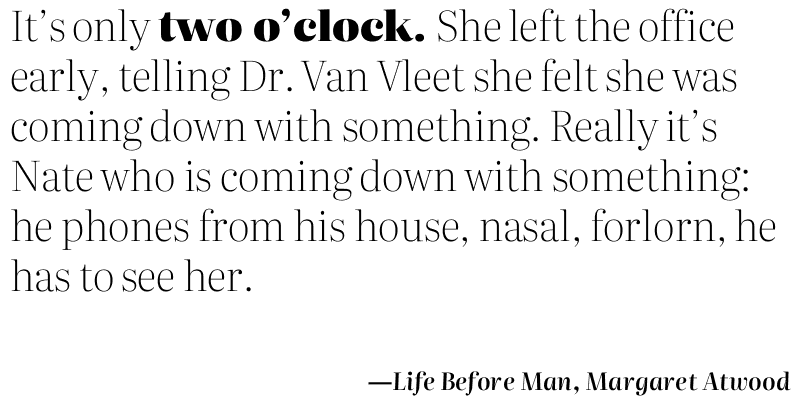 It’s only two o’clock. She left the office
early, telling Dr. Van Vleet she felt she was
coming down with something. Really it’s
Nate who is coming down with something:
he phones from his house, nasal, forlorn, he
has to see her.
—Life Before Man, Margaret Atwood